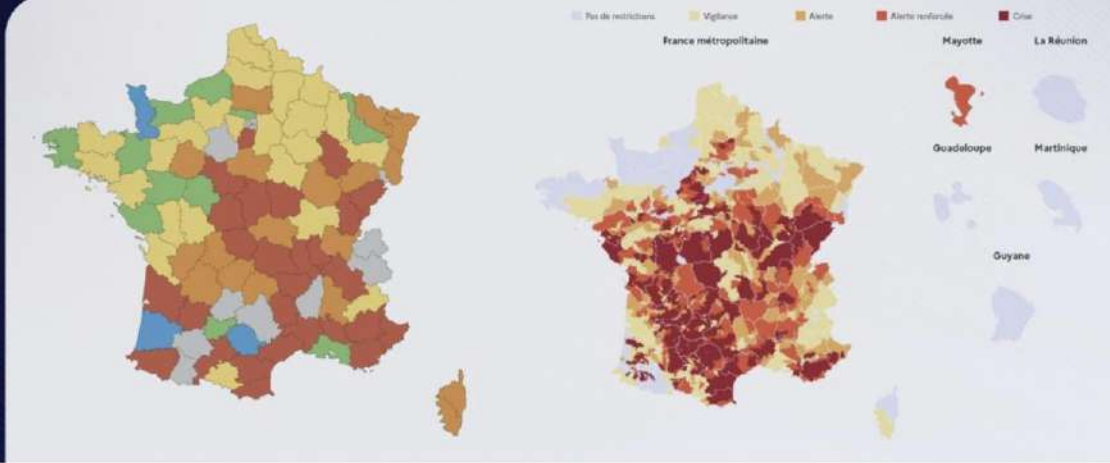 Pas de restrictions
Vigilance
Alerte
Alerte renforcée
Crise
France métropolitaine
Mayotte
La Réunion
Guadeloupe
Martinique
Guyane